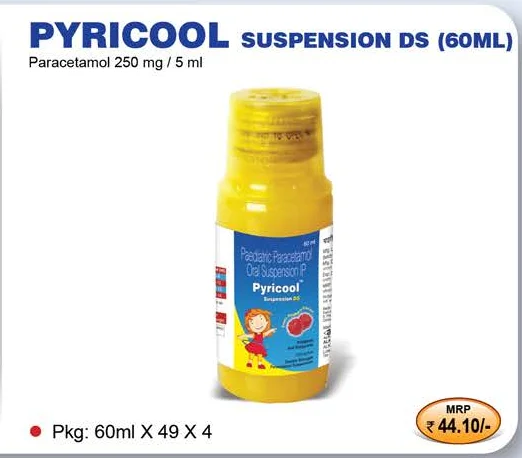 PYRICOOL SUSPENSION DS (60ML)
Paracetamol 250 mg / 5 ml
60 ml
Paediatric Paracetamol
Oral Suspension IP
Pyricool™
Suspension DS
Pkg: 60ml X 49 X 4
MRP
₹ 44.10/-